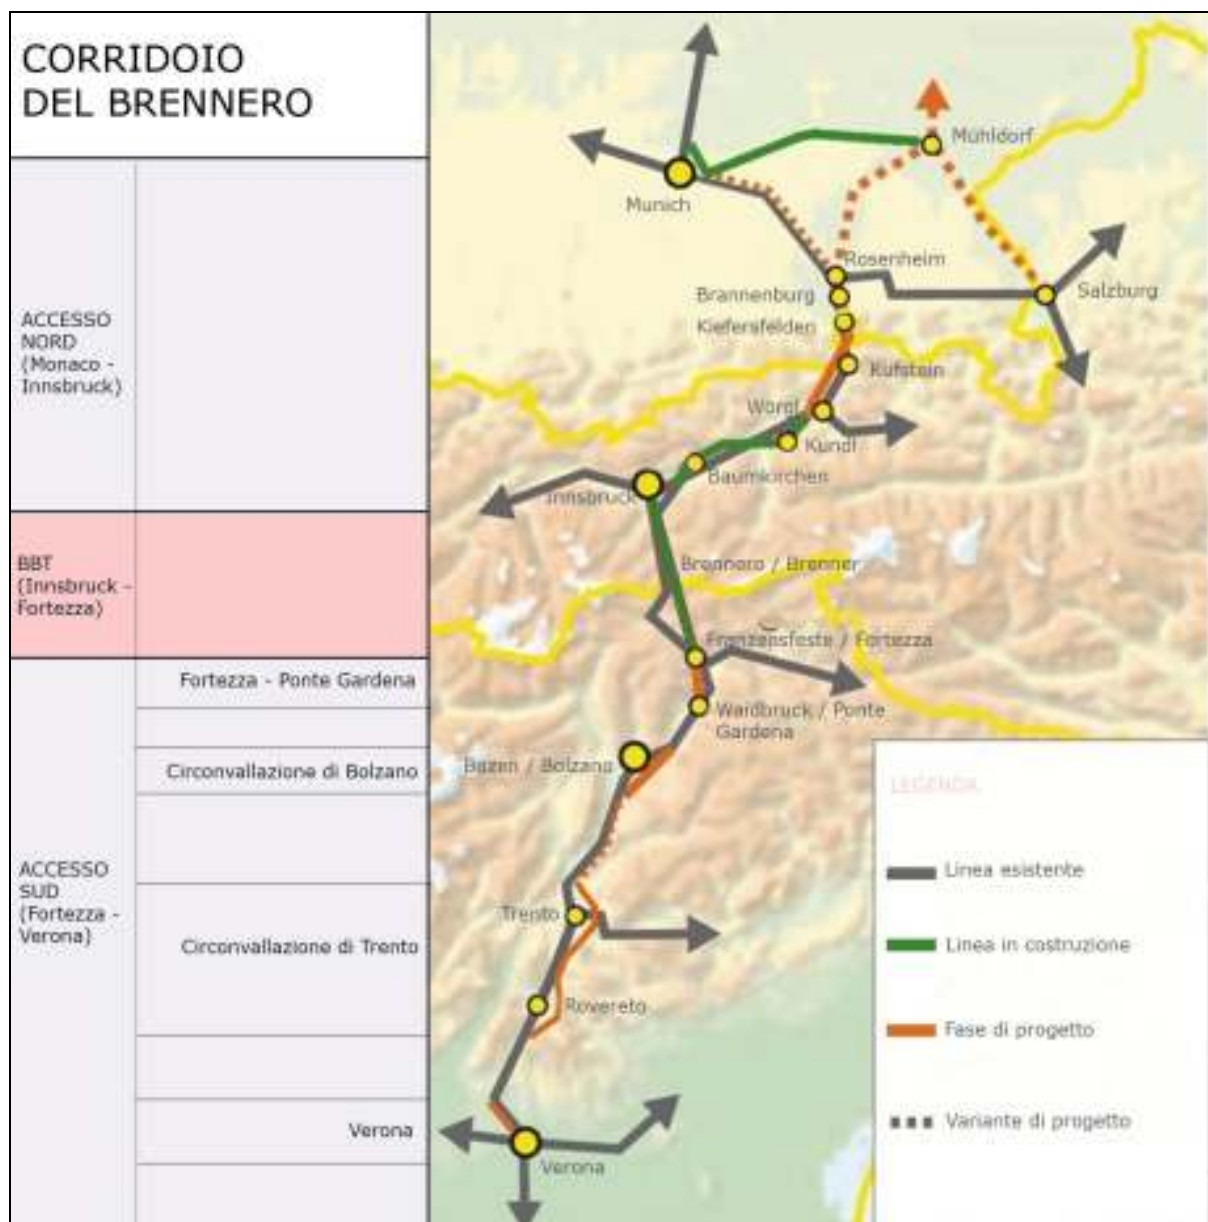 CORRIDOIO
DEL BRENNERO
ACCESSO
NORD
(Monaco -
Innsbruck)
BBT
(Innsbruck -
Fortezza)
ACCESSO
SUD
(Fortezza -
Verona)
Fortezza - Ponte Gardena
Circonvallazione di Bolzano
Circonvallazione di Trento
Verona
Mühldorf
Munich
Rosenheim
Brannenburg
Salzburg
Kiefersfelden
Kufstein
Wörgl
Kundl
Baumkirchen
Innsbruck
Brennero / Brenner
Franzensfeste / Fortezza
Waidbruck / Ponte
Gardena
Bozen / Bolzano
Trento
Rovereto
Verona
LEGENDA
Linea esistente
Linea in costruzione
Fase di progetto
Variante di progetto